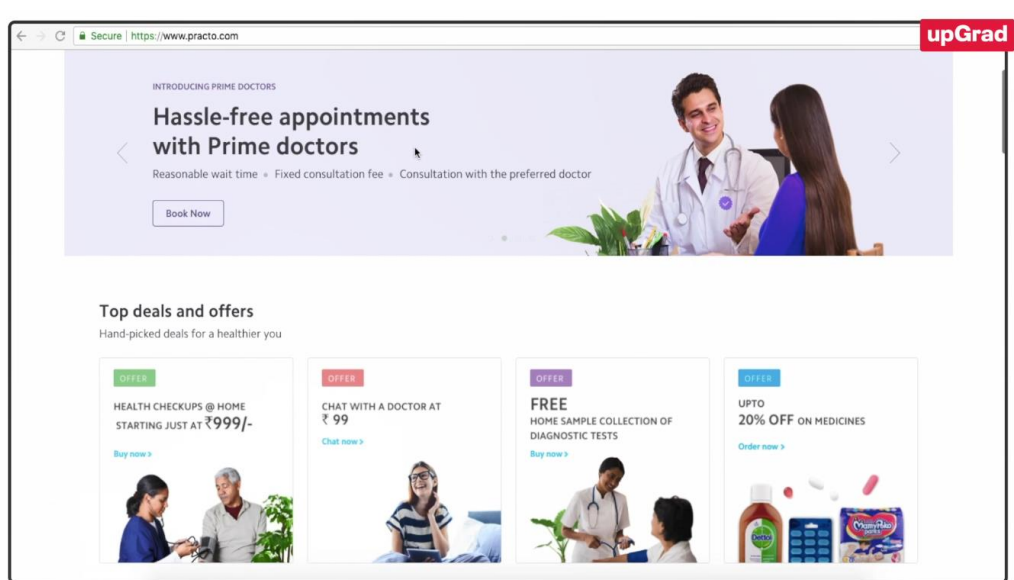 Secure | https://www.practo.com
upGrad
INTRODUCING PRIME DOCTORS
Hassle-free appointments
with Prime doctors
Reasonable wait time • Fixed consultation fee • Consultation with the preferred doctor
Book Now
Top deals and offers
Hand-picked deals for a healthier you
OFFER
HEALTH CHECKUPS @ HOME
STARTING JUST AT ₹999/-
Buy now >
OFFER
CHAT WITH A DOCTOR AT
₹ 99
Chat now >
OFFER
FREE
HOME SAMPLE COLLECTION OF
DIAGNOSTIC TESTS
Buy now >
OFFER
UPTO
20% OFF ON MEDICINES
Order now >
Dettol
MamyPoko
pants